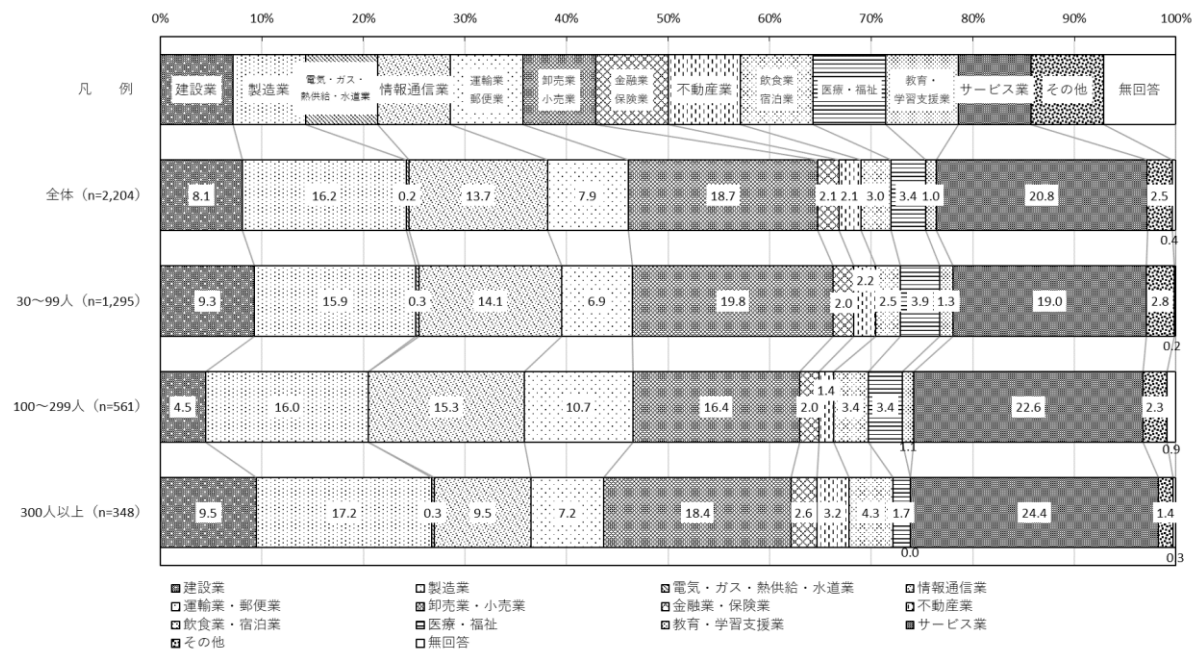 0% 10% 20% 30% 40% 50% 60% 70% 80% 90% 100%
凡　例 建設業 製造業 電気・ガス・熱供給・水道業 情報通信業 運輸業 郵便業 卸売業 小売業 金融業 保険業 不動産業 飲食業 宿泊業 医療・福祉 教育・学習支援業 サービス業 その他 無回答
全体（n=2,204） 8.1 16.2 0.2 13.7 7.9 18.7 2.1 2.1 3.0 3.4 1.0 20.8 2.5 0.4
30～99人（n=1,295） 9.3 15.9 0.3 14.1 6.9 19.8 2.0 2.2 2.5 3.9 1.3 19.0 2.8 0.2
100～299人（n=561） 4.5 16.0 15.3 10.7 16.4 2.0 1.4 3.4 3.4 1.1 22.6 2.3 0.9
300人以上（n=348） 9.5 17.2 0.3 9.5 7.2 18.4 2.6 3.2 4.3 1.7 0.0 24.4 1.4 0.3
建設業 製造業 電気・ガス・熱供給・水道業 情報通信業
運輸業・郵便業 卸売業・小売業 金融業・保険業 不動産業
飲食業・宿泊業 医療・福祉 教育・学習支援業 サービス業
その他 無回答